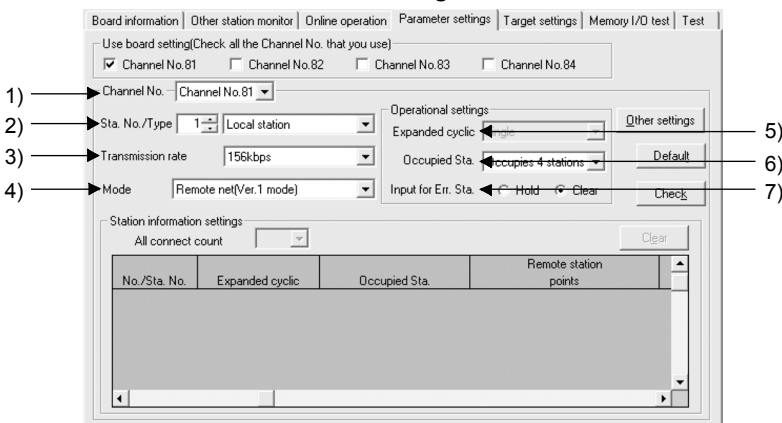 Board information Other station monitor Online operation Parameter settings Target settings Memory I/O test Test
Use board setting(Check all the Channel No. that you use)
Channel No.81 Channel No.82 Channel No.83 Channel No.84
1) Channel No. Channel No.81
Operational settings
2) Sta. No./Type 1 Local station
Expanded cyclic 5)
Other settings
3) Transmission rate 156kbps
Occupied Sta. Occupies 4 stations 6)
Default
4) Mode Remote net(Ver.1 mode)
Input for Err. Sta. Hold Clear 7)
Check
Station information settings
All connect count
Clear
No./Sta. No. Expanded cyclic Occupied Sta. Remote station points